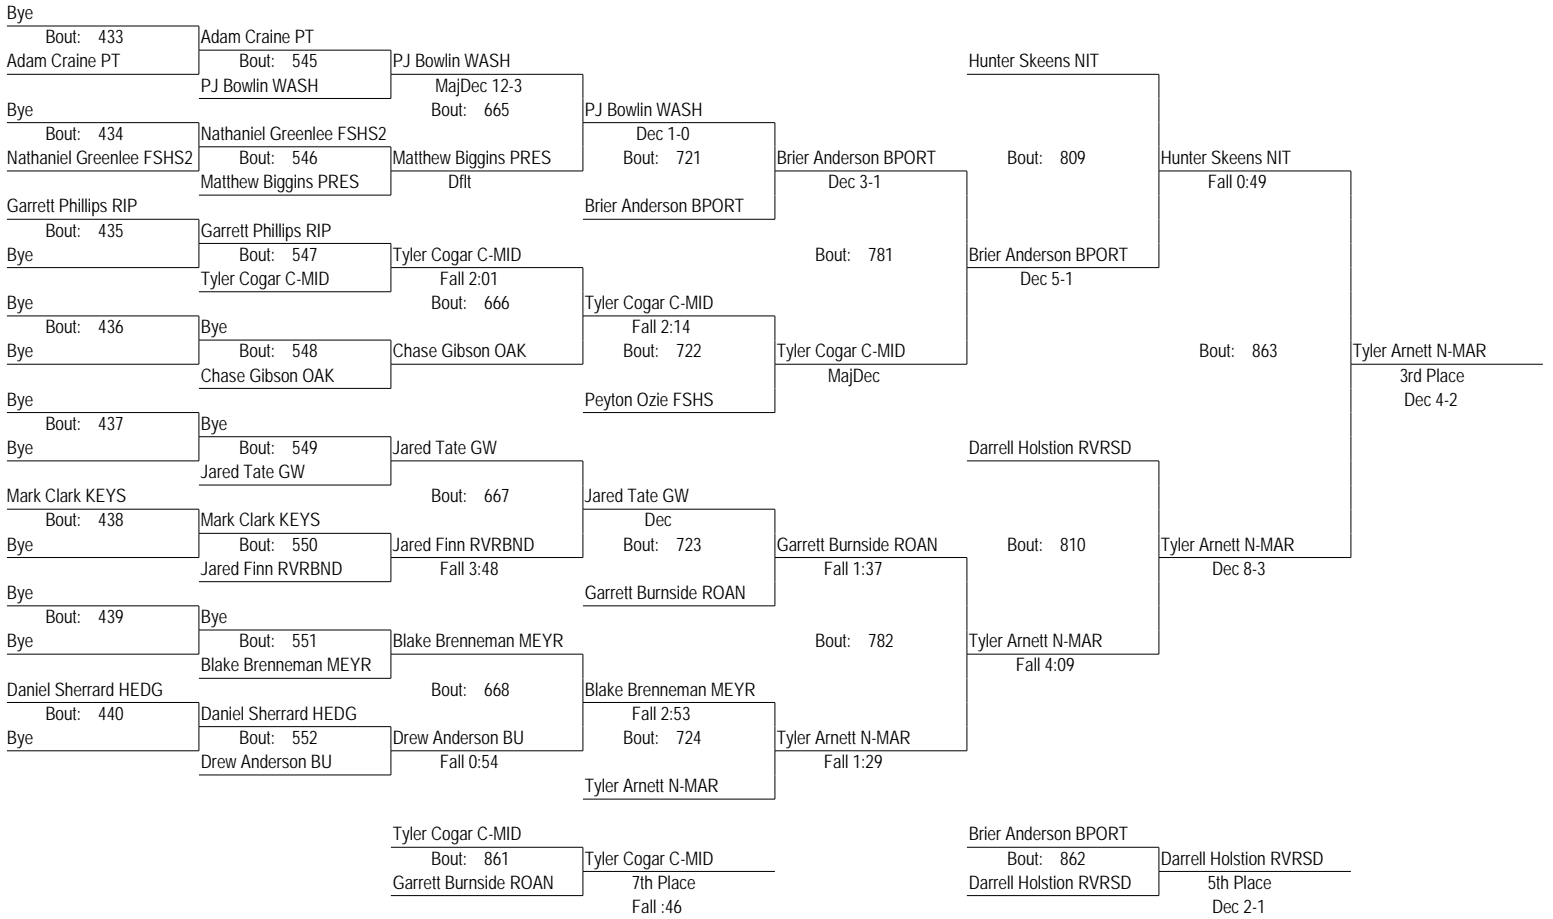 Bye
Bout: 433 Adam Craine PT
Adam Craine PT Bout: 545 PJ Bowlin WASH Hunter Skeens NIT
PJ Bowlin WASH MajDec 12-3
Bye Bout: 665 PJ Bowlin WASH
Bout: 434 Nathaniel Greenlee FSHS2 Dec 1-0
Nathaniel Greenlee FSHS2 Bout: 546 Matthew Biggins PRES Bout: 721 Brier Anderson BPORT Bout: 809 Hunter Skeens NIT
Matthew Biggins PRES Dflt Dec 3-1 Fall 0:49
Garrett Phillips RIP Brier Anderson BPORT
Bout: 435 Garrett Phillips RIP
Bye Bout: 547 Tyler Cogar C-MID Bout: 781 Brier Anderson BPORT
Tyler Cogar C-MID Fall 2:01 Dec 5-1
Bye Bout: 666 Tyler Cogar C-MID
Bout: 436 Bye Fall 2:14
Bye Bout: 548 Chase Gibson OAK Bout: 722 Tyler Cogar C-MID Bout: 863 Tyler Arnett N-MAR
Chase Gibson OAK MajDec 3rd Place
Bye Peyton Ozie FSHS Dec 4-2
Bout: 437 Bye
Bye Bout: 549 Jared Tate GW Darrell Holstion RVRSD
Jared Tate GW
Mark Clark KEYS Bout: 667 Jared Tate GW
Bout: 438 Mark Clark KEYS Dec
Bye Bout: 550 Jared Finn RVRBND Bout: 723 Garrett Burnside ROAN Bout: 810 Tyler Arnett N-MAR
Jared Finn RVRBND Fall 3:48 Fall 1:37 Dec 8-3
Bye Garrett Burnside ROAN
Bout: 439 Bye
Bye Bout: 551 Blake Brenneman MEYR Bout: 782 Tyler Arnett N-MAR
Blake Brenneman MEYR Fall 4:09
Daniel Sherrard HEDG Bout: 668 Blake Brenneman MEYR
Bout: 440 Daniel Sherrard HEDG Fall 2:53
Bye Bout: 552 Drew Anderson BU Bout: 724 Tyler Arnett N-MAR
Drew Anderson BU Fall 0:54 Fall 1:29
Tyler Arnett N-MAR
Tyler Cogar C-MID Brier Anderson BPORT
Bout: 861 Tyler Cogar C-MID Bout: 862 Darrell Holstion RVRSD
Garrett Burnside ROAN 7th Place Darrell Holstion RVRSD 5th Place
Fall :46 Dec 2-1